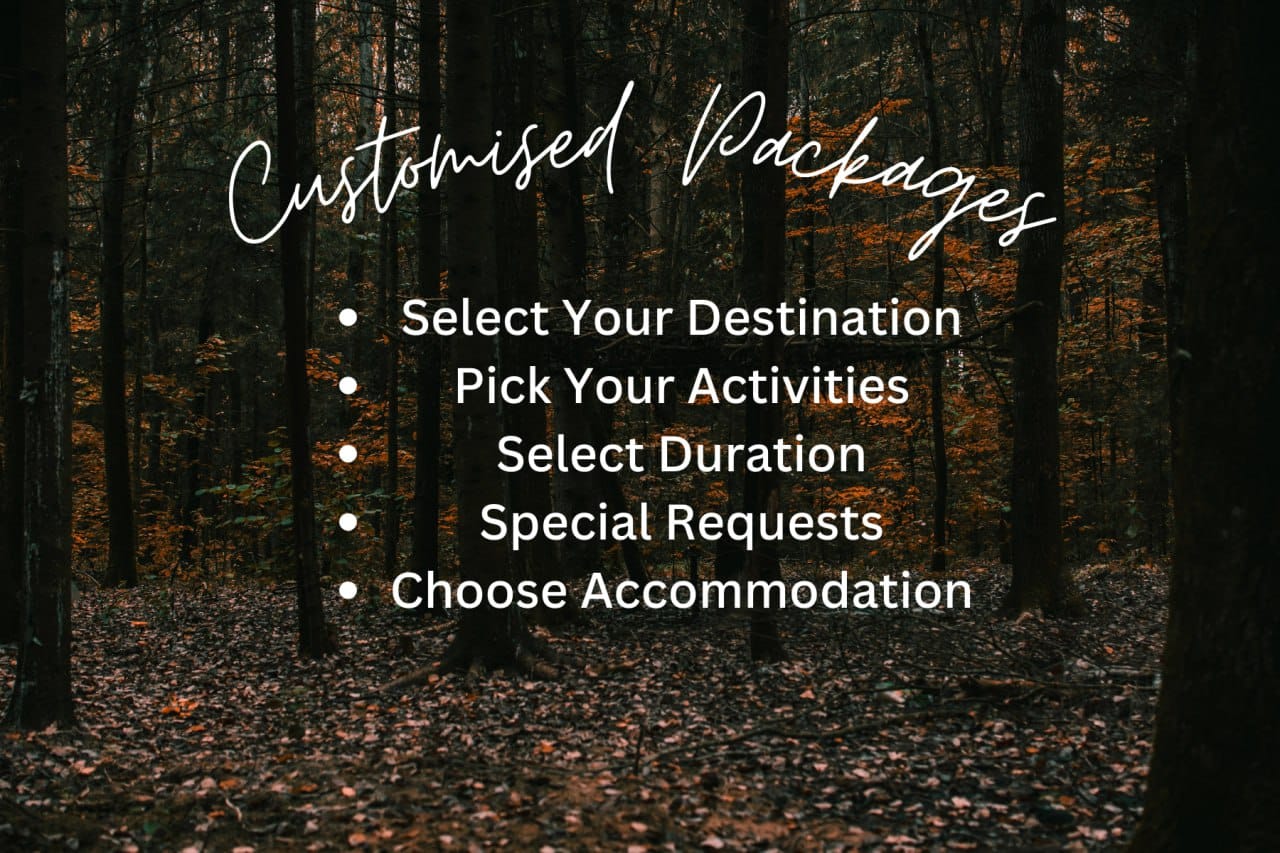 Customised Packages
• Select Your Destination
• Pick Your Activities
• Select Duration
• Special Requests
• Choose Accommodation